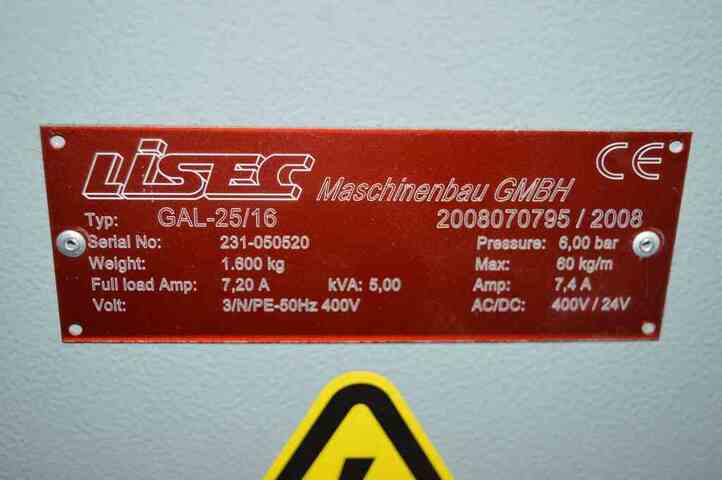 LiSEC Maschinenbau GMBH CE
Typ: GAL-25/16 2008070795 / 2008
Serial No: 231-050520 Pressure: 6,00 bar
Weight: 1.600 kg Max: 60 kg/m
Full load Amp: 7,20 A kVA: 5,00 Amp: 7,4 A
Volt: 3/N/PE-50Hz 400V AC/DC: 400V / 24V